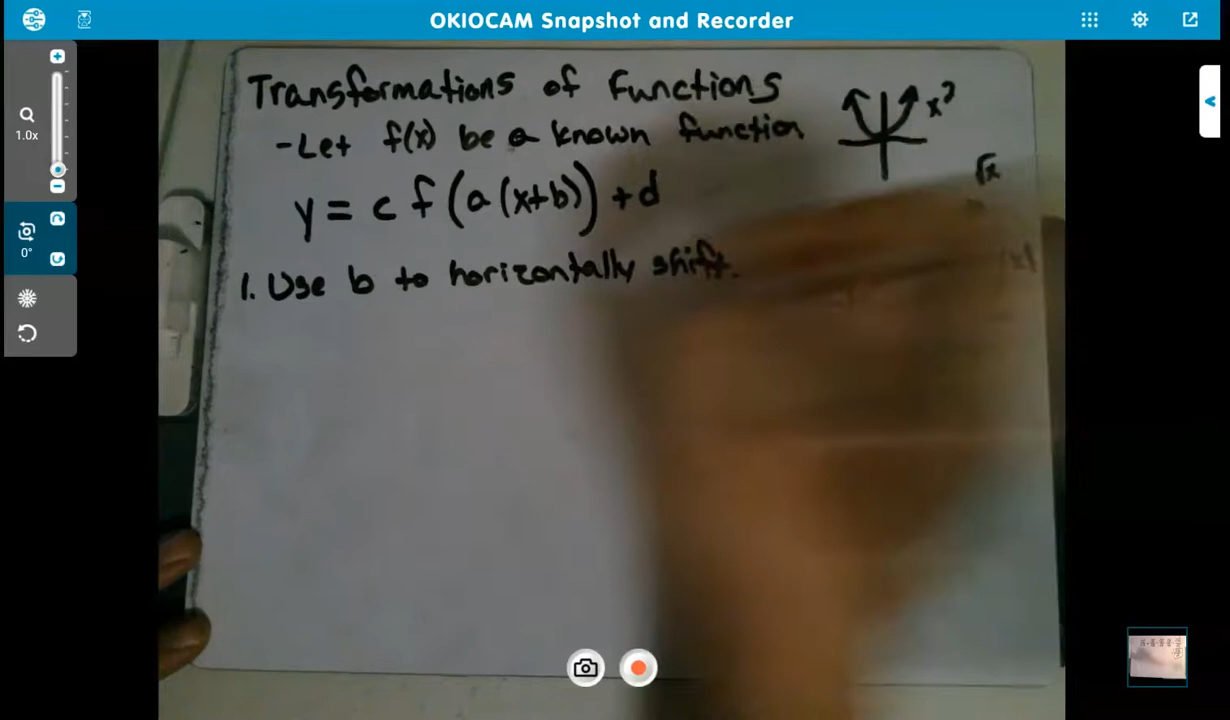 OKIOCAM Snapshot and Recorder
1.0x
0°
Transformations of Functions
-Let f(x) be a known function
x²
√x
y = c f(a(x+b)) + d
1. Use b to horizontally shift.